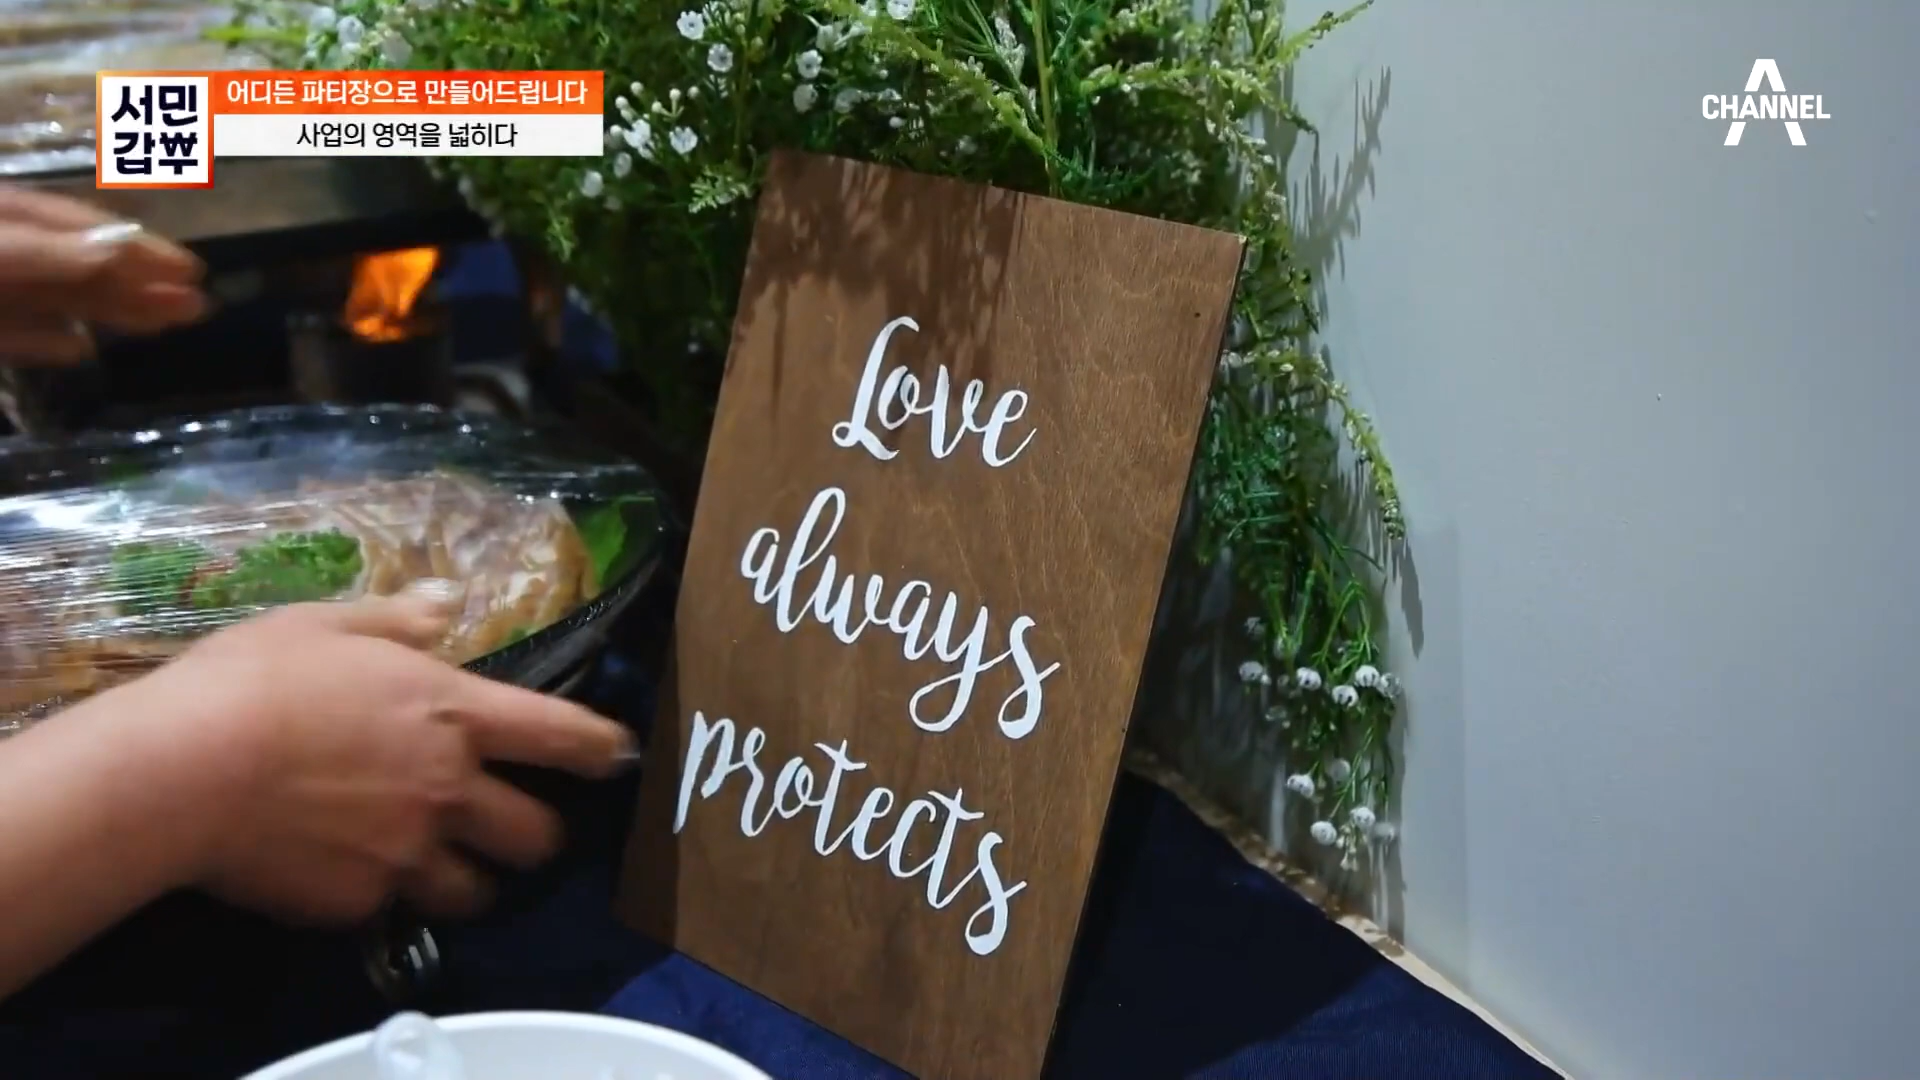 서민
갑부
어디든 파티장으로 만들어드립니다
사업의 영역을 넓히다
CHANNEL A
Love
always
protects